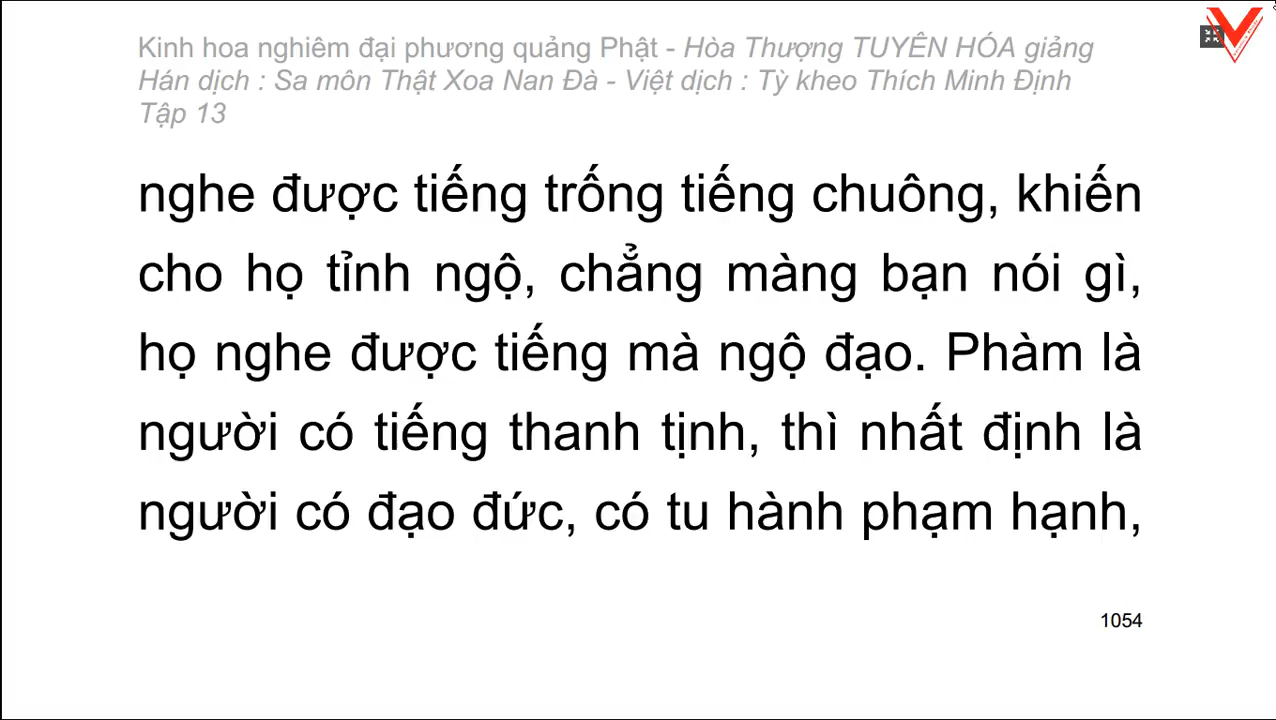 Kinh hoa nghiêm đại phương quảng Phật - Hòa Thượng TUYÊN HÓA giảng
Hán dịch : Sa môn Thật Xoa Nan Đà - Việt dịch : Tỳ kheo Thích Minh Định
Tập 13
nghe được tiếng trống tiếng chuông, khiến
cho họ tỉnh ngộ, chẳng màng bạn nói gì,
họ nghe được tiếng mà ngộ đạo. Phàm là
người có tiếng thanh tịnh, thì nhất định là
người có đạo đức, có tu hành phạm hạnh,
1054